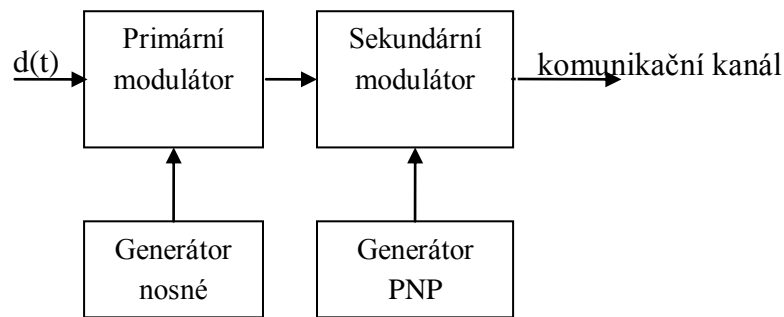 d(t)
Primární
modulátor
Sekundární
modulátor
komunikační kanál
Generátor
nosné
Generátor
PNP